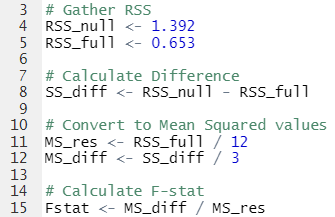 3 # Gather RSS
4 RSS_null <- 1.392
5 RSS_full <- 0.653
6
7 # Calculate Difference
8 SS_diff <- RSS_null - RSS_full
9
10 # Convert to Mean Squared values
11 MS_res <- RSS_full / 12
12 MS_diff <- SS_diff / 3
13
14 # Calculate F-stat
15 Fstat <- MS_diff / MS_res